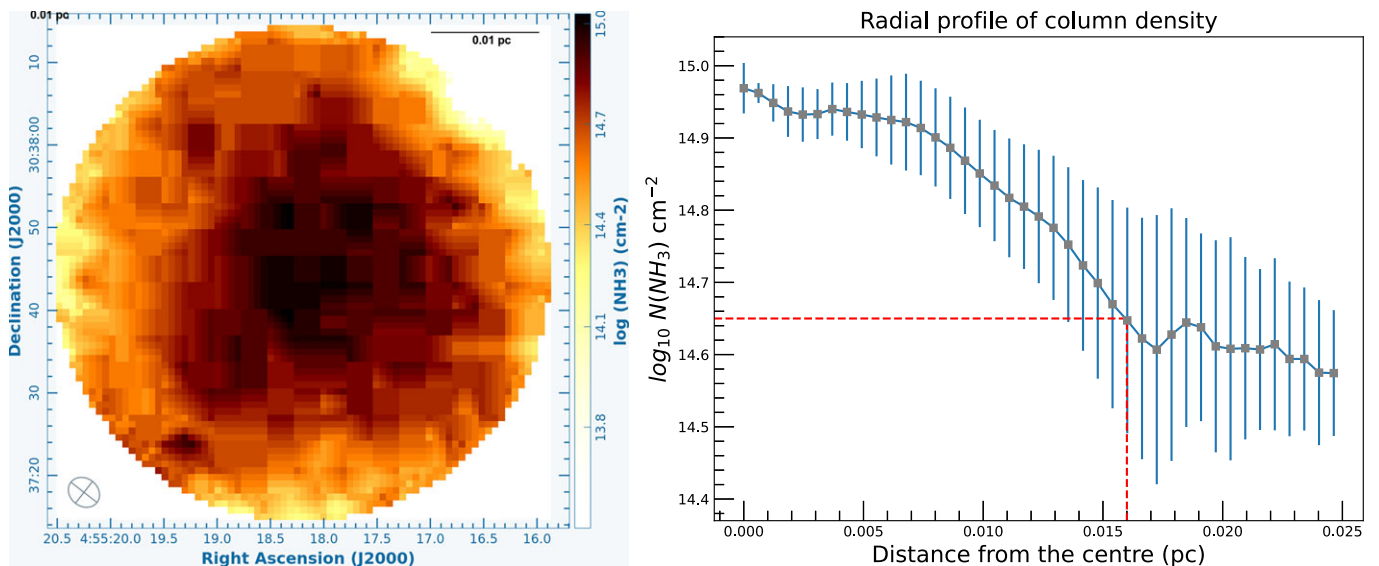 0.01 pc
0.01 pc
10
30:38:00
50
40
30
37:20
Declination (J2000)
20.5 4:55:20.0 19.5 19.0 18.5 18.0 17.5 17.0 16.5 16.0
Right Ascension (J2000)
15.0
14.7
14.4
14.1
13.8
log (NH3) (cm-2)
Radial profile of column density
15.0
14.9
14.8
14.7
14.6
14.5
14.4
log₁₀ N(NH₃) cm⁻²
0.000 0.005 0.010 0.015 0.020 0.025
Distance from the centre (pc)